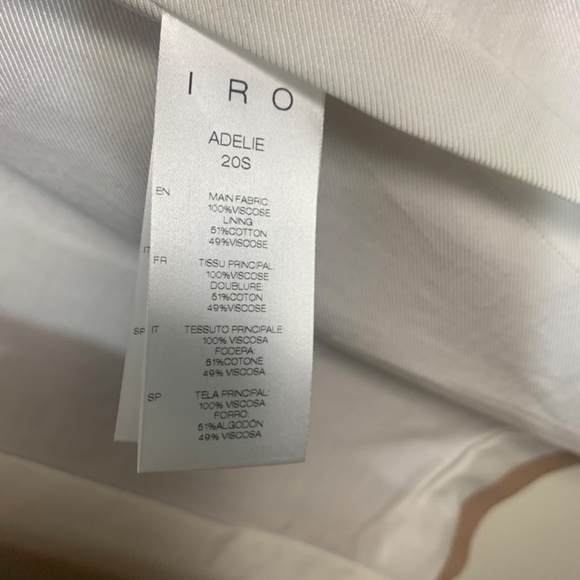 I R O
ADELIE
20S
EN
MAIN FABRIC:
100%VISCOSE
LINING
51%COTTON
49%VISCOSE
IT
FR
TISSU PRINCIPAL:
100%VISCOSE
DOUBLURE:
51%COTON
49%VISCOSE
SP
IT
TESSUTO PRINCIPALE:
100% VISCOSA
FODERA:
51%COTONE
49% VISCOSA
SP
TELA PRINCIPAL:
100% VISCOSA
FORRO:
51%ALGODÓN
49% VISCOSA